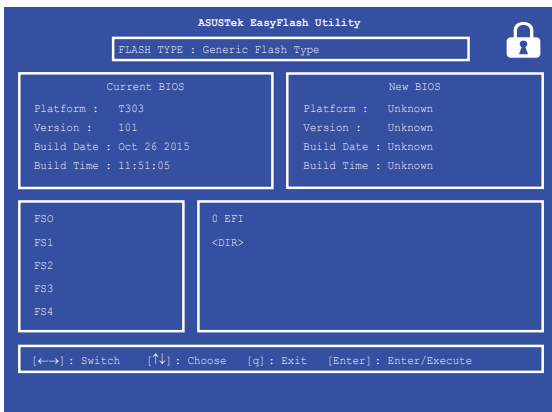 ASUSTek EasyFlash Utility
FLASH TYPE : Generic Flash Type
Current BIOS
Platform : T303
Version : 101
Build Date : Oct 26 2015
Build Time : 11:51:05
New BIOS
Platform : Unknown
Version : Unknown
Build Date : Unknown
Build Time : Unknown
FSO
FS1
FS2
FS3
FS4
0 EFI
<DIR>
[←→] : Switch [↑↓] : Choose [q] : Exit [Enter] : Enter/Execute